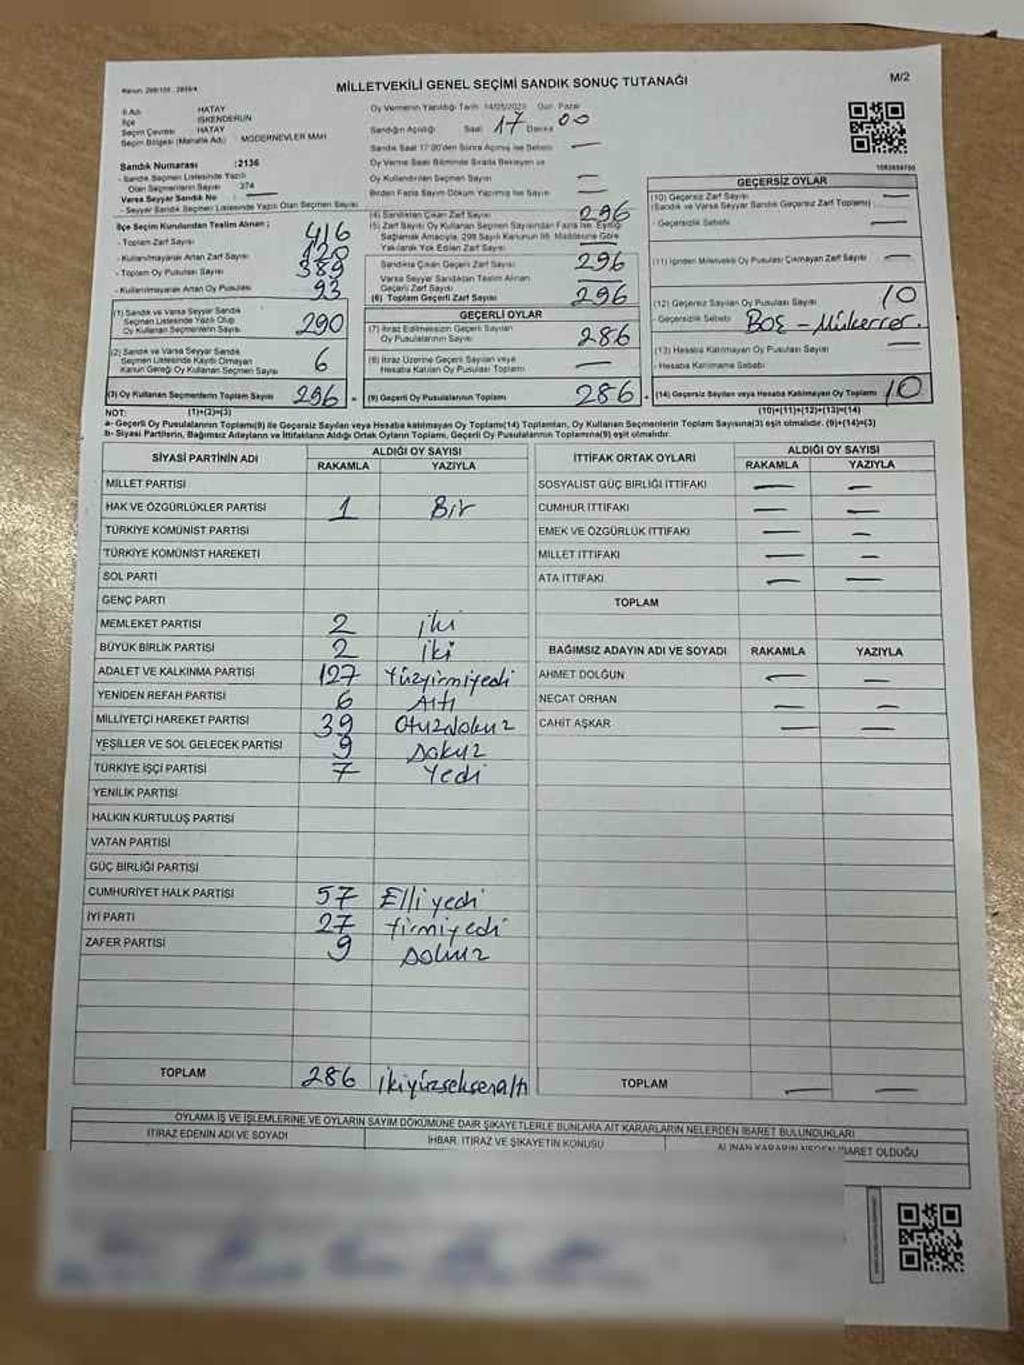 MİLLETVEKİLİ GENEL SEÇİMİ SANDIK SONUÇ TUTANAĞI
M/2
İl Adı HATAY
İlçe İSKENDERUN
Seçim Çevresi HATAY
Seçim Bölgesi (Mahalle Adı) MODERNEVLER MAH
Oy Vermenin Yapıldığı Tarih 14/05/2023 Gün Pazar
Sandığın Açıldığı Saat 17 Dakika 00
Sandık Saat 17:00'den Sonra Açılmış İse Sebebi —
Oy Verme Saati Bitiminde Sırada Bekleyen ve
Oy Kullandırılan Seçmen Sayısı —
Birden Fazla Sayım Döküm Yapılmış İse Sayısı —
Sandık Numarası :2136
- Sandık Seçmen Listesinde Yazılı
Olan Seçmenlerin Sayısı 374
Varsa Seyyar Sandık No
- Seyyar Sandık Seçmen Listesinde Yazılı Olan Seçmen Sayısı
İlçe Seçim Kurulundan Teslim Alınan ;
- Toplam Zarf Sayısı 416
- Kullanılmayarak Artan Zarf Sayısı 120
- Toplam Oy Pusulası Sayısı 389
- Kullanılmayarak Artan Oy Pusulası 93
(1) Sandık ve Varsa Seyyar Sandık
Seçmen Listesinde Yazılı Olup
Oy Kullanan Seçmenlerin Sayısı 290
(2) Sandık ve Varsa Seyyar Sandık
Seçmen Listesinde Kaydı Olmayan
Kanun Gereği Oy Kullanan Seçmen Sayısı 6
(3) Oy Kullanan Seçmenlerin Toplam Sayısı 296
(4) Sandıktan Çıkan Zarf Sayısı 296
(5) Zarf Sayısı Oy Kullanan Seçmen Sayısından Fazla İse, Eşitliği
Sağlamak Amacıyla, 298 Sayılı Kanunun 98. Maddesine Göre
Yakılarak Yok Edilen Zarf Sayısı —
Sandıkta Çıkan Geçerli Zarf Sayısı 296
Varsa Seyyar Sandıktan Teslim Alınan
Geçerli Zarf Sayısı —
(6) Toplam Geçerli Zarf Sayısı 296
GEÇERLİ OYLAR
(7) İtiraz Edilmeksizin Geçerli Sayılan
Oy Pusulalarının Sayısı 286
(8) İtiraz Üzerine Geçerli Sayılan veya
Hesaba Katılan Oy Pusulası Toplamı —
(9) Geçerli Oy Pusulalarının Toplamı 286
GEÇERSİZ OYLAR
(10) Geçersiz Zarf Sayısı —
(Sandık ve Varsa Seyyar Sandık Geçersiz Zarf Toplamı)
- Geçersizlik Sebebi —
(11) İçinden Milletvekili Oy Pusulası Çıkmayan Zarf Sayısı —
(12) Geçersiz Sayılan Oy Pusulası Sayısı 10
- Geçersizlik Sebebi BOŞ - Mükerrer.
(13) Hesaba Katılmayan Oy Pusulası Sayısı —
- Hesaba Katılmama Sebebi
(14) Geçersiz Sayılan veya Hesaba Katılmayan Oy Toplamı 10
NOT: (1)+(2)=(3) (10)+(11)+(12)+(13)=(14)
a- Geçerli Oy Pusulalarının Toplamı(9) ile Geçersiz Sayılan veya Hesaba katılmayan Oy Toplamı(14) Toplamları, Oy Kullanan Seçmenlerin Toplam Sayısına(3) eşit olmalıdır. (9)+(14)=(3)
b- Siyasi Partilerin, Bağımsız Adayların ve İttifakların Aldığı Ortak Oyların Toplamı, Geçerli Oy Pusulalarının Toplamına(9) eşit olmalıdır.
SİYASİ PARTİNİN ADI ALDIĞI OY SAYISI
RAKAMLA YAZIYLA
MİLLET PARTİSİ
HAK VE ÖZGÜRLÜKLER PARTİSİ 1 Bir
TÜRKİYE KOMÜNİST PARTİSİ
TÜRKİYE KOMÜNİST HAREKETİ
SOL PARTİ
GENÇ PARTİ
MEMLEKET PARTİSİ 2 iki
BÜYÜK BİRLİK PARTİSİ 2 iki
ADALET VE KALKINMA PARTİSİ 127 Yüzyirmiyedi
YENİDEN REFAH PARTİSİ 6 Altı
MİLLİYETÇİ HAREKET PARTİSİ 39 Otuzdokuz
YEŞİLLER VE SOL GELECEK PARTİSİ 9 Dokuz
TÜRKİYE İŞÇİ PARTİSİ 7 Yedi
YENİLİK PARTİSİ
HALKIN KURTULUŞ PARTİSİ
VATAN PARTİSİ
GÜÇ BİRLİĞİ PARTİSİ
CUMHURİYET HALK PARTİSİ 57 Elliyedi
İYİ PARTİ 27 Yirmiyedi
ZAFER PARTİSİ 9 Dokuz
TOPLAM 286 İkiyüzseksenaltı
İTTİFAK ORTAK OYLARI ALDIĞI OY SAYISI
RAKAMLA YAZIYLA
SOSYALİST GÜÇ BİRLİĞİ İTTİFAKI — —
CUMHUR İTTİFAKI — —
EMEK VE ÖZGÜRLÜK İTTİFAKI — —
MİLLET İTTİFAKI — —
ATA İTTİFAKI — —
TOPLAM
BAĞIMSIZ ADAYIN ADI VE SOYADI RAKAMLA YAZIYLA
AHMET DOLĞUN — —
NECAT ORHAN — —
CAHİT AŞKAR — —
TOPLAM — —
OYLAMA İŞ VE İŞLEMLERİNE VE OYLARIN SAYIM DÖKÜMÜNE DAİR ŞİKAYETLERLE BUNLARA AİT KARARLARIN NELERDEN İBARET BULUNDUKLARI
İTİRAZ EDENİN ADI VE SOYADI İHBAR, İTİRAZ VE ŞİKAYETİN KONUSU ALINAN KARARIN NEDEN İBARET OLDUĞU